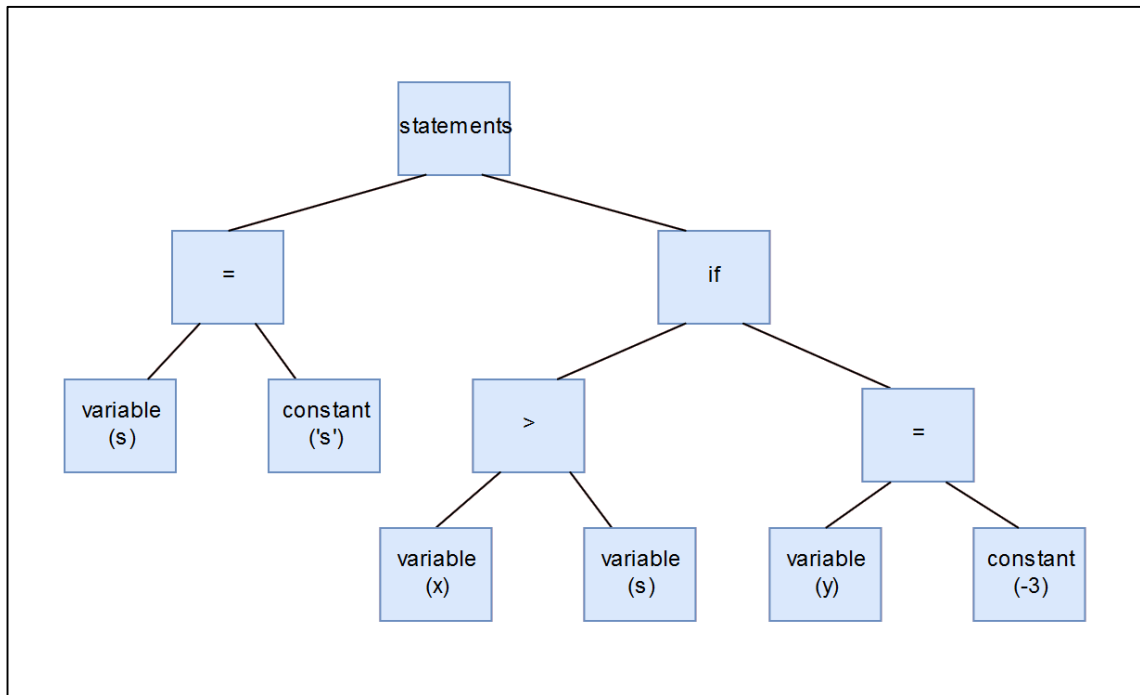 statements
=
if
variable
(s)
constant
('s')
>
=
variable
(x)
variable
(s)
variable
(y)
constant
(-3)